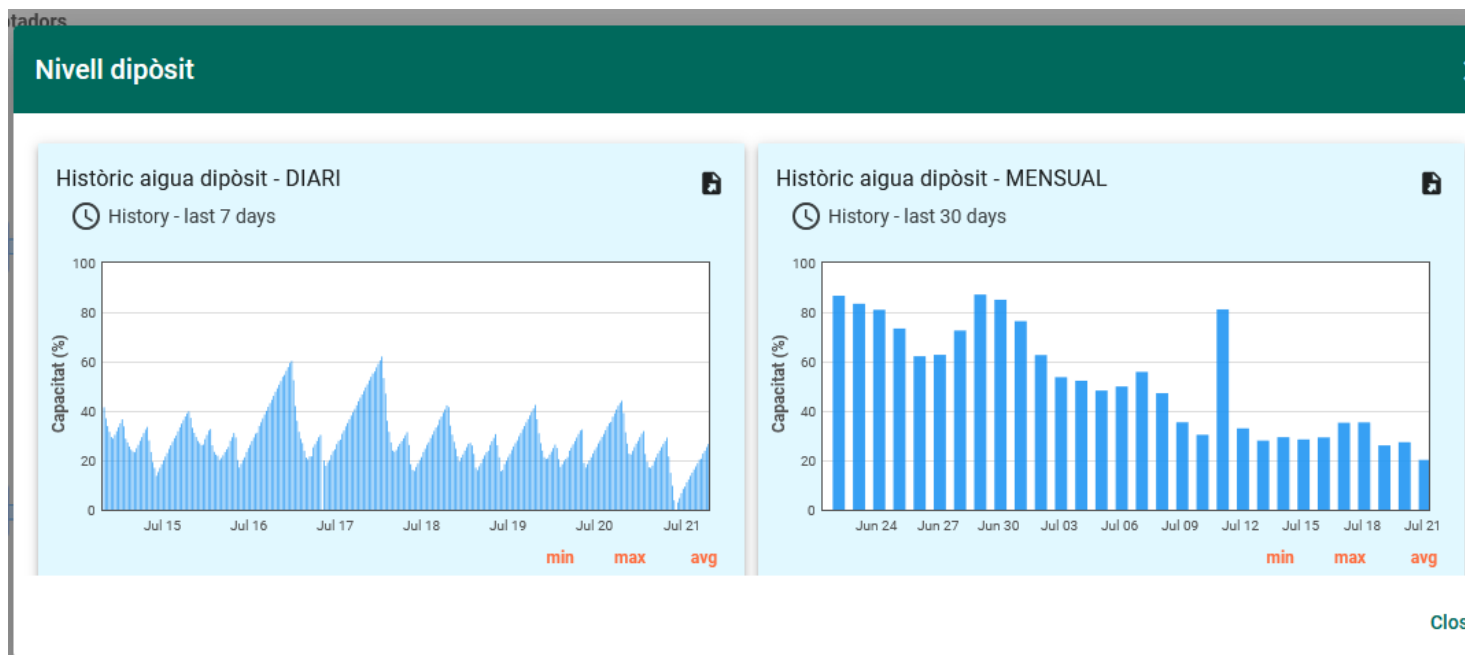 tadors
Nivell dipòsit
Històric aigua dipòsit - DIARI
History - last 7 days
Capacitat (%)
100
80
60
40
20
0
Jul 15 Jul 16 Jul 17 Jul 18 Jul 19 Jul 20 Jul 21
min max avg
Històric aigua dipòsit - MENSUAL
History - last 30 days
Capacitat (%)
100
80
60
40
20
0
Jun 24 Jun 27 Jun 30 Jul 03 Jul 06 Jul 09 Jul 12 Jul 15 Jul 18 Jul 21
min max avg
Clos